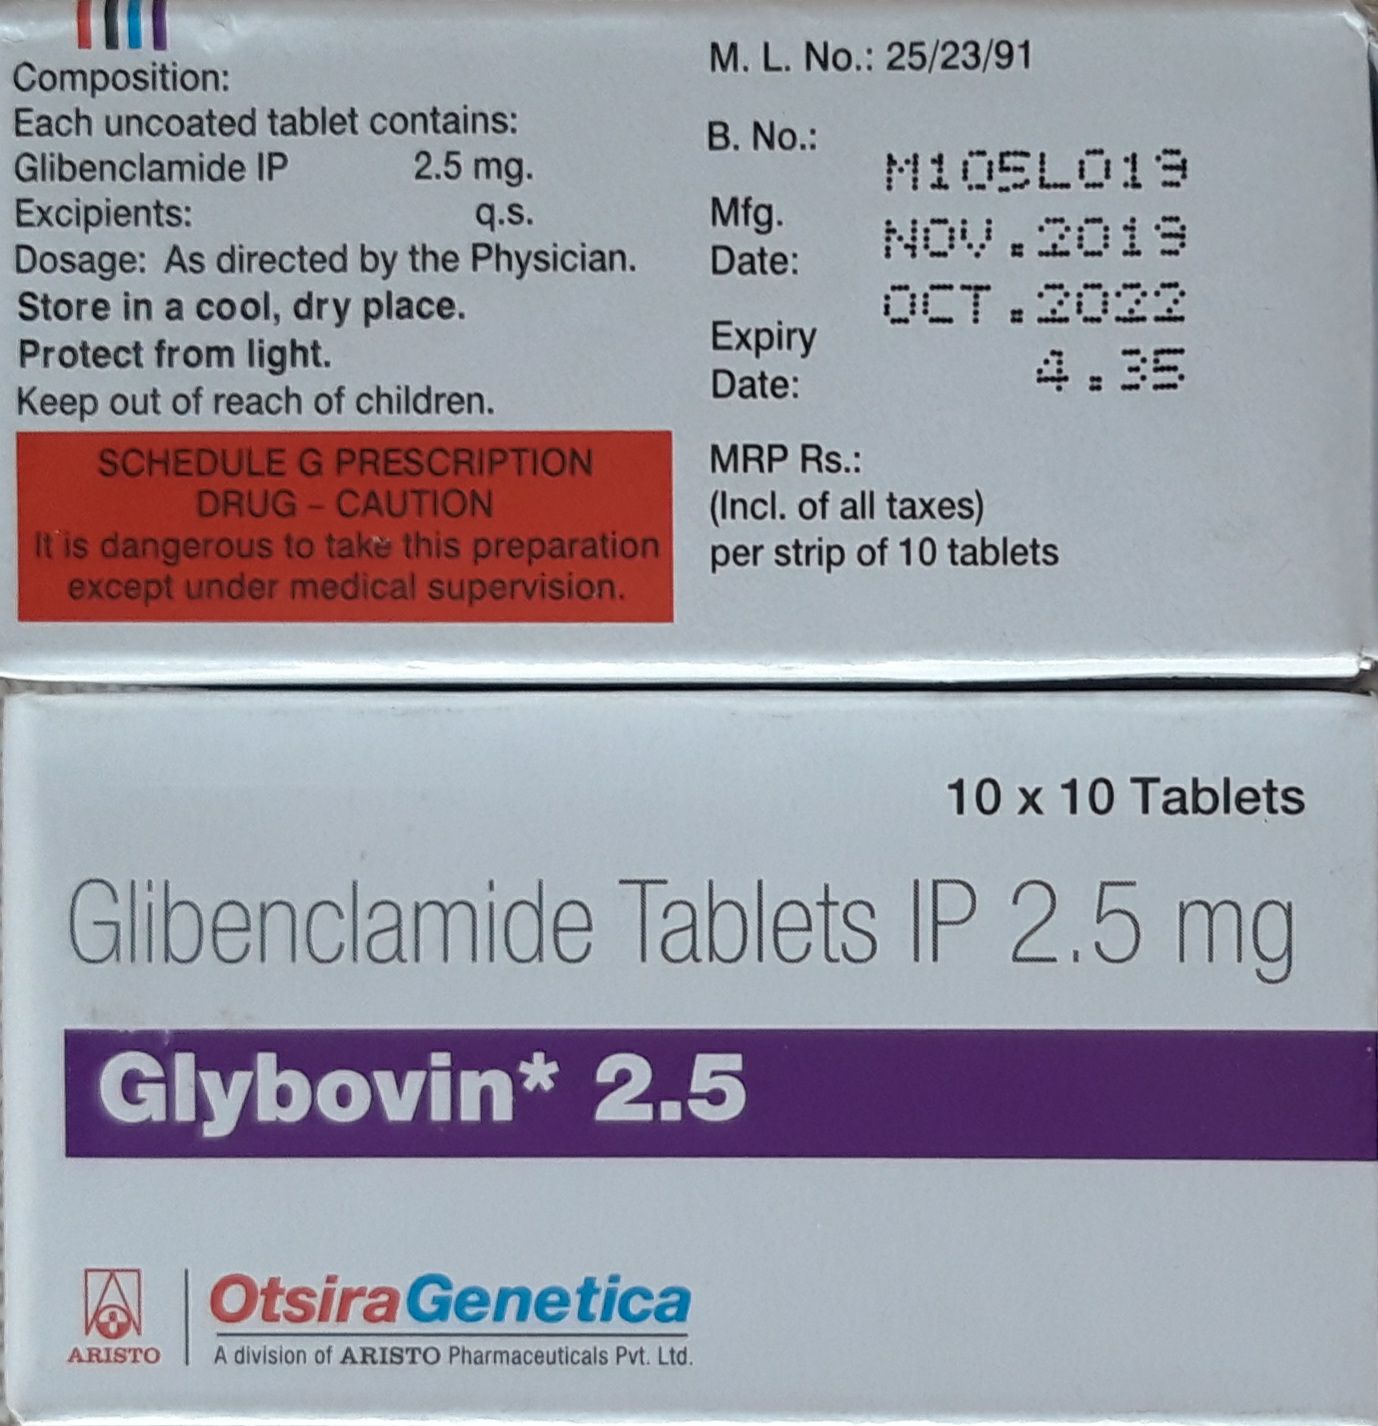 Composition:
Each uncoated tablet contains:
Glibenclamide IP 2.5 mg.
Excipients: q.s.
Dosage: As directed by the Physician.
Store in a cool, dry place.
Protect from light.
Keep out of reach of children.
SCHEDULE G PRESCRIPTION
DRUG – CAUTION
It is dangerous to take this preparation
except under medical supervision.
M. L. No.: 25/23/91
B. No.:
M105L019
Mfg.
Date:
NOV.2019
Expiry
Date:
OCT.2022
4.35
MRP Rs.:
(Incl. of all taxes)
per strip of 10 tablets
10 x 10 Tablets
Glibenclamide Tablets IP 2.5 mg
Glybovin* 2.5
ARISTO
OtsiraGenetica
A division of ARISTO Pharmaceuticals Pvt. Ltd.